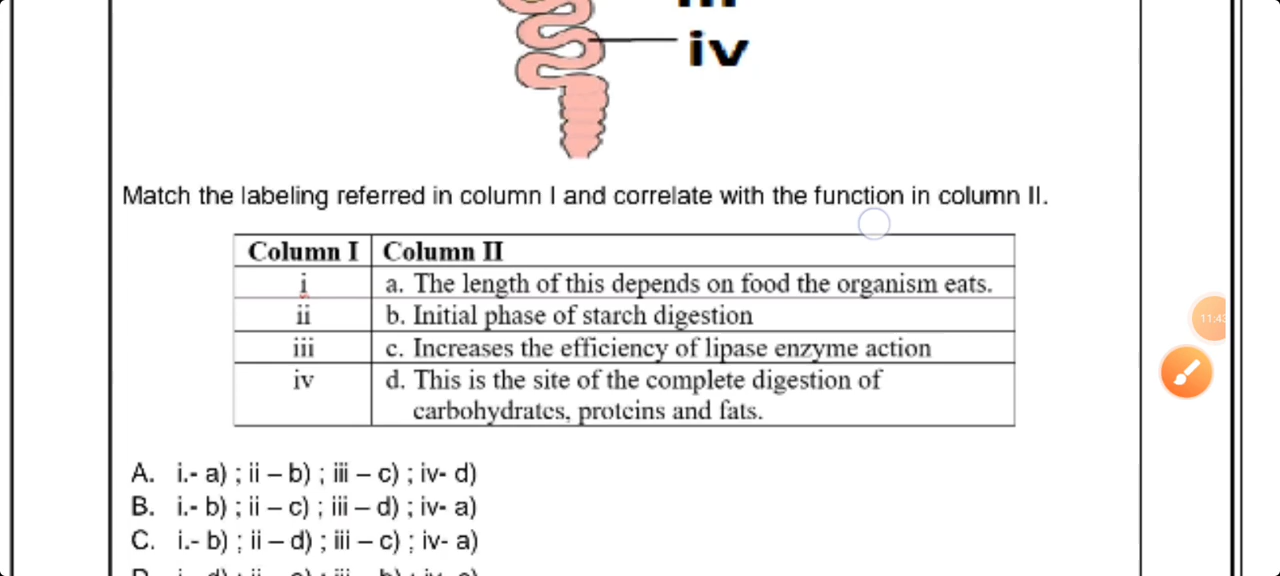 iv
Match the labeling referred in column I and correlate with the function in column II.
Column I Column II
i a. The length of this depends on food the organism eats.
ii b. Initial phase of starch digestion
iii c. Increases the efficiency of lipase enzyme action
iv d. This is the site of the complete digestion of
carbohydrates, proteins and fats.
A. i.- a) ; ii – b) ; iii – c) ; iv- d)
B. i.- b) ; ii – c) ; iii – d) ; iv- a)
C. i.- b) ; ii – d) ; iii – c) ; iv- a)